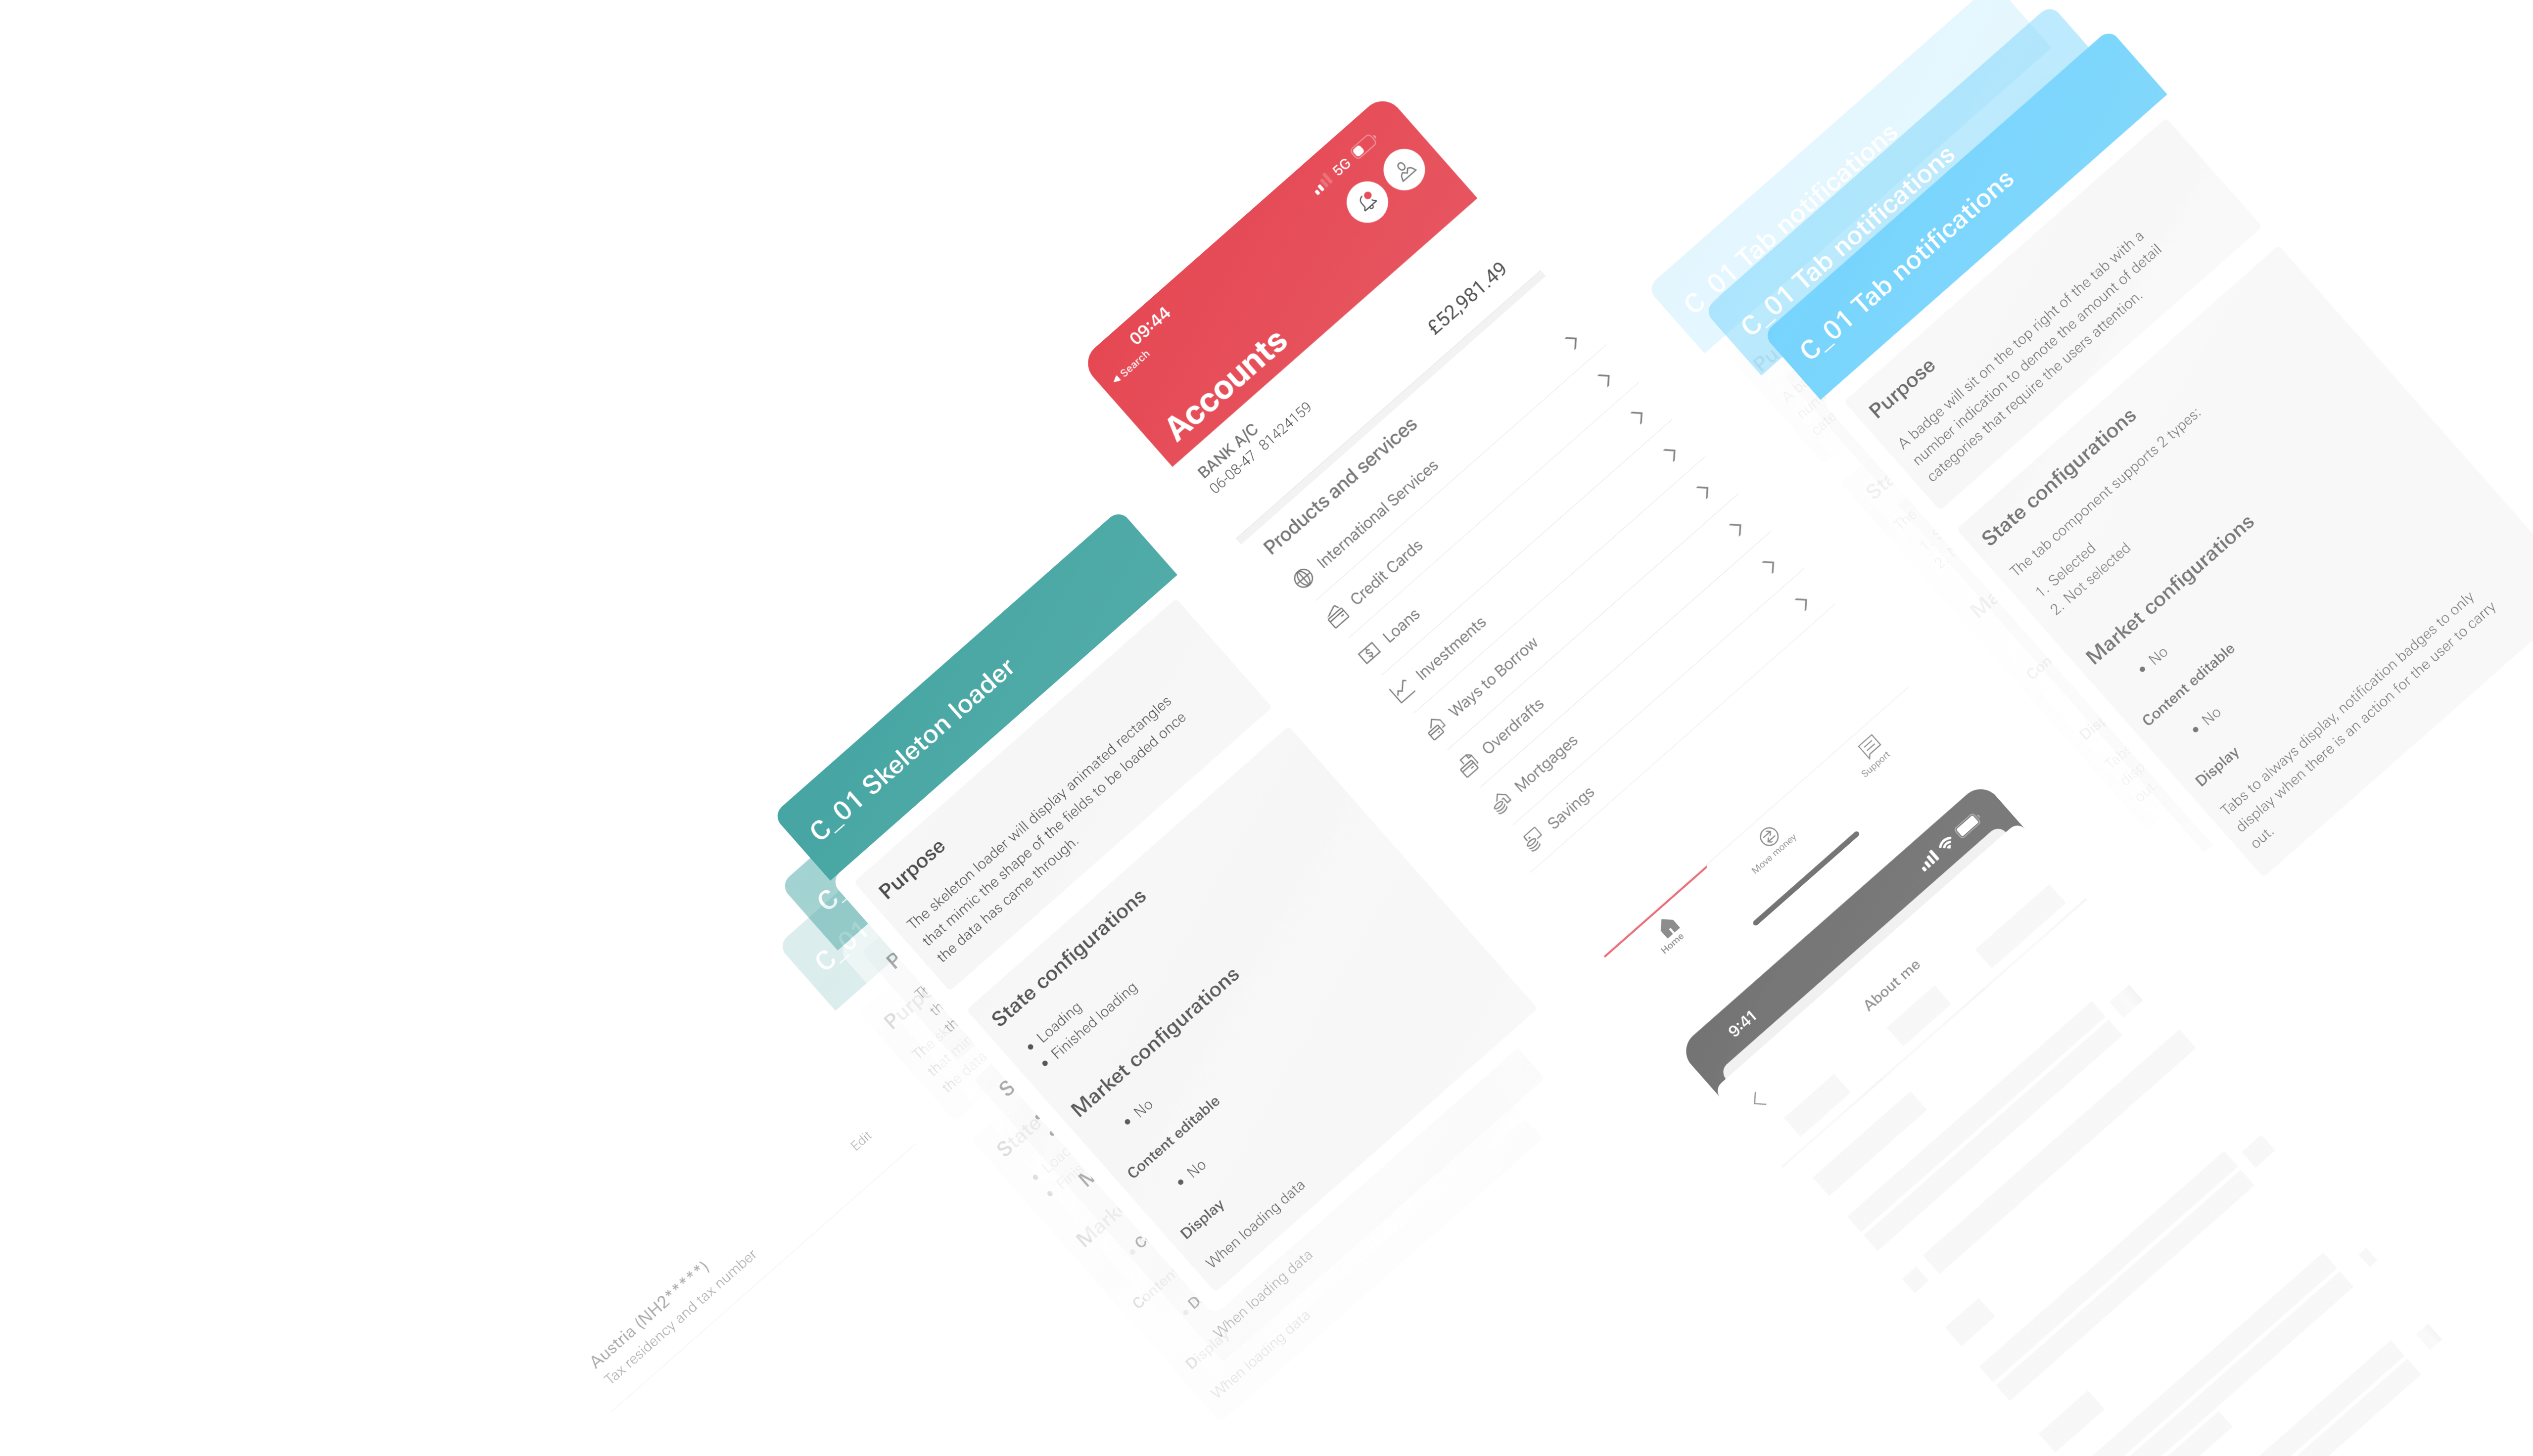 C_01 Skeleton loader
Purpose
The skeleton loader will display animated rectangles
that mimic the shape of the fields to be loaded once
the data has came through.
State configurations
• Loading
• Finished loading
Market configurations
• No
Content editable
• No
Display
When loading data
When loading data
When loading data
Edit
Austria (NH2*****)
Tax residency and tax number
09:44
Search
5G
Accounts
BANK A/C
06-08-47 81424159
£52,981.49
Products and services
International Services
Credit Cards
Loans
Investments
Ways to Borrow
Overdrafts
Mortgages
Savings
Home
Move money
Support
9:41
About me
C_01 Tab notifications
C_01 Tab notifications
C_01 Tab notifications
Purpose
A badge will sit on the top right of the tab with a
number indication to denote the amount of detail
categories that require the users attention.
State configurations
The tab component supports 2 types:
1. Selected
2. Not selected
Market configurations
• No
Content editable
• No
Display
Tabs to always display, notification badges to only
display when there is an action for the user to carry
out.